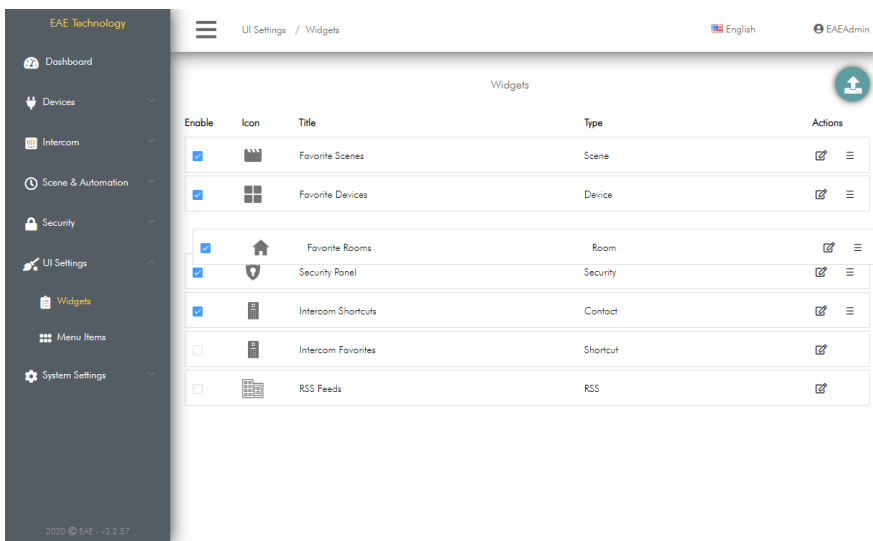 EAE Technology
UI Settings / Widgets
English
EAEAdmin
Dashboard
Devices
Intercom
Scene & Automation
Security
UI Settings
Widgets
Menu Items
System Settings
2020 © EAE - v3.2.57
Widgets
Enable Icon Title Type Actions
Favorite Scenes Scene
Favorite Devices Device
Favorite Rooms Room
Security Panel Security
Intercom Shortcuts Contact
Intercom Favorites Shortcut
RSS Feeds RSS